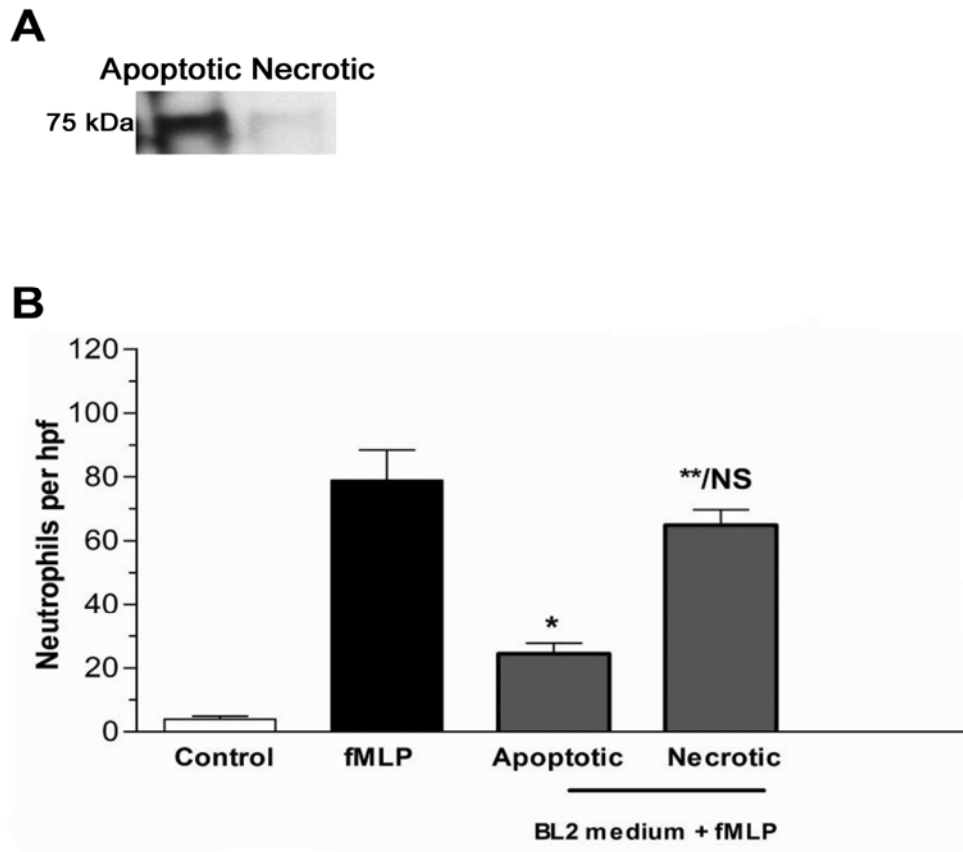 A
Apoptotic Necrotic
75 kDa
B
120
100
80
60
40
20
0
Neutrophils per hpf
*
**/NS
Control fMLP Apoptotic Necrotic
BL2 medium + fMLP